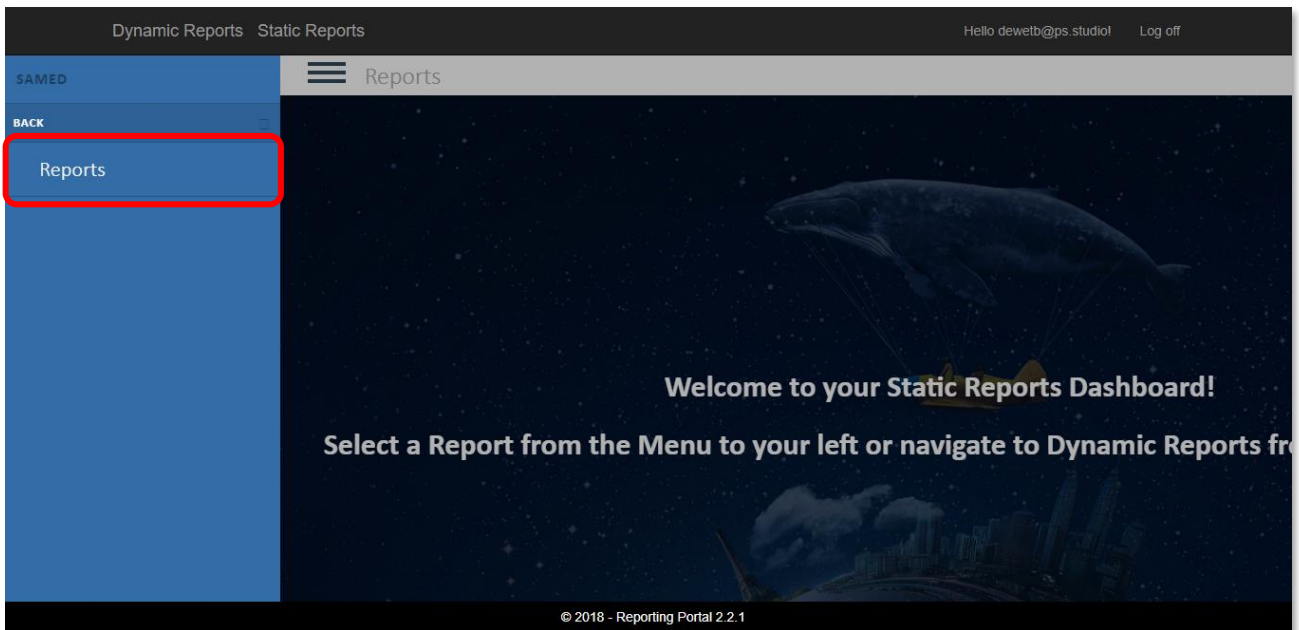 Dynamic Reports Static Reports Hello dewetb@ps.studio! Log off
SAMED
Reports
BACK
Reports
Welcome to your Static Reports Dashboard!
Select a Report from the Menu to your left or navigate to Dynamic Reports
© 2018 - Reporting Portal 2.2.1